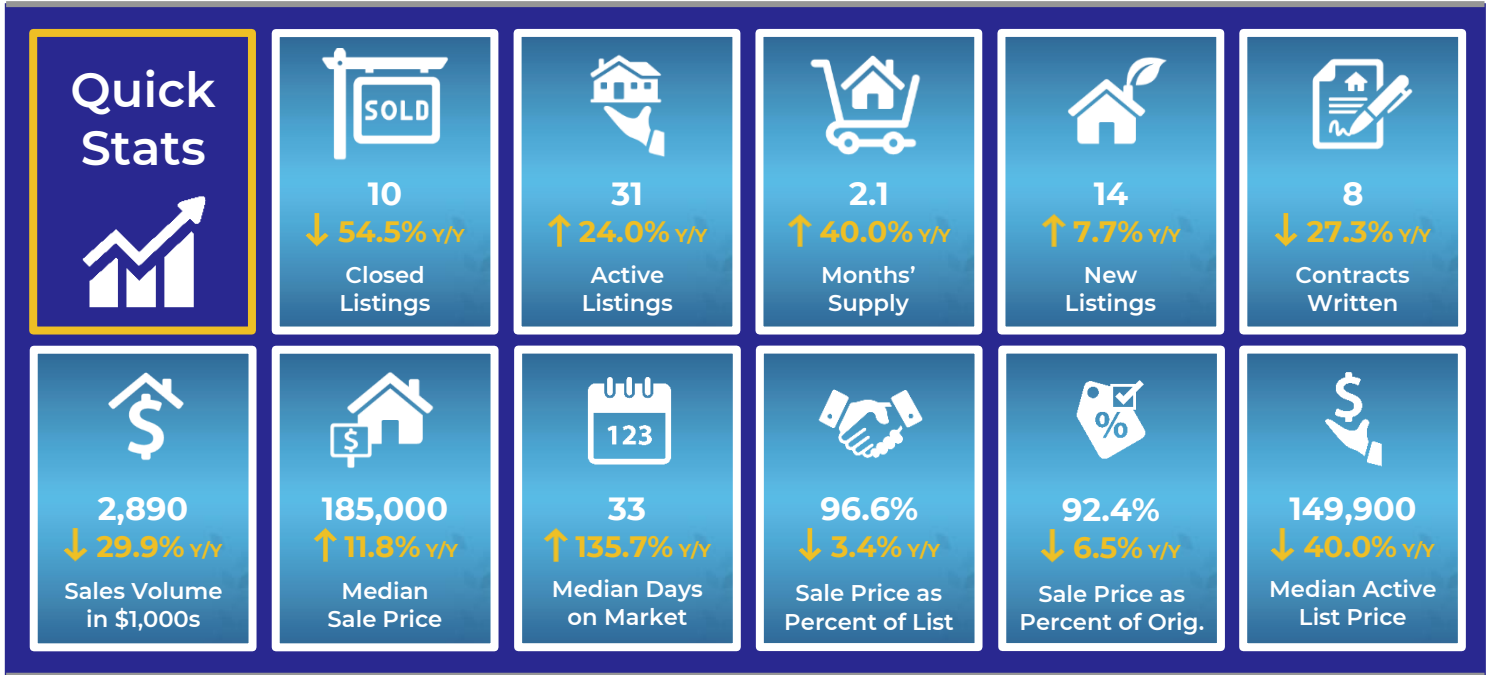 Quick
Stats
SOLD
10
↓ 54.5% Y/Y
Closed
Listings
31
↑ 24.0% Y/Y
Active
Listings
2.1
↑ 40.0% Y/Y
Months’
Supply
14
↑ 7.7% Y/Y
New
Listings
8
↓ 27.3% Y/Y
Contracts
Written
$
2,890
↓ 29.9% Y/Y
Sales Volume
in $1,000s
$
185,000
↑ 11.8% Y/Y
Median
Sale Price
123
33
↑ 135.7% Y/Y
Median Days
on Market
96.6%
↓ 3.4% Y/Y
Sale Price as
Percent of List
%
92.4%
↓ 6.5% Y/Y
Sale Price as
Percent of Orig.
$
149,900
↓ 40.0% Y/Y
Median Active
List Price